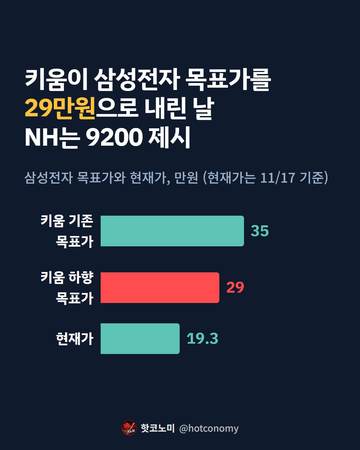 키움이 삼성전자 목표가를
29만원으로 내린 날
NH는 9200 제시
삼성전자 목표가와 현재가, 만원 (현재가는 11/17 기준)
키움 기존
목표가
35
키움 하향
목표가
29
현재가
19.3
핫코노미 @hotconomy